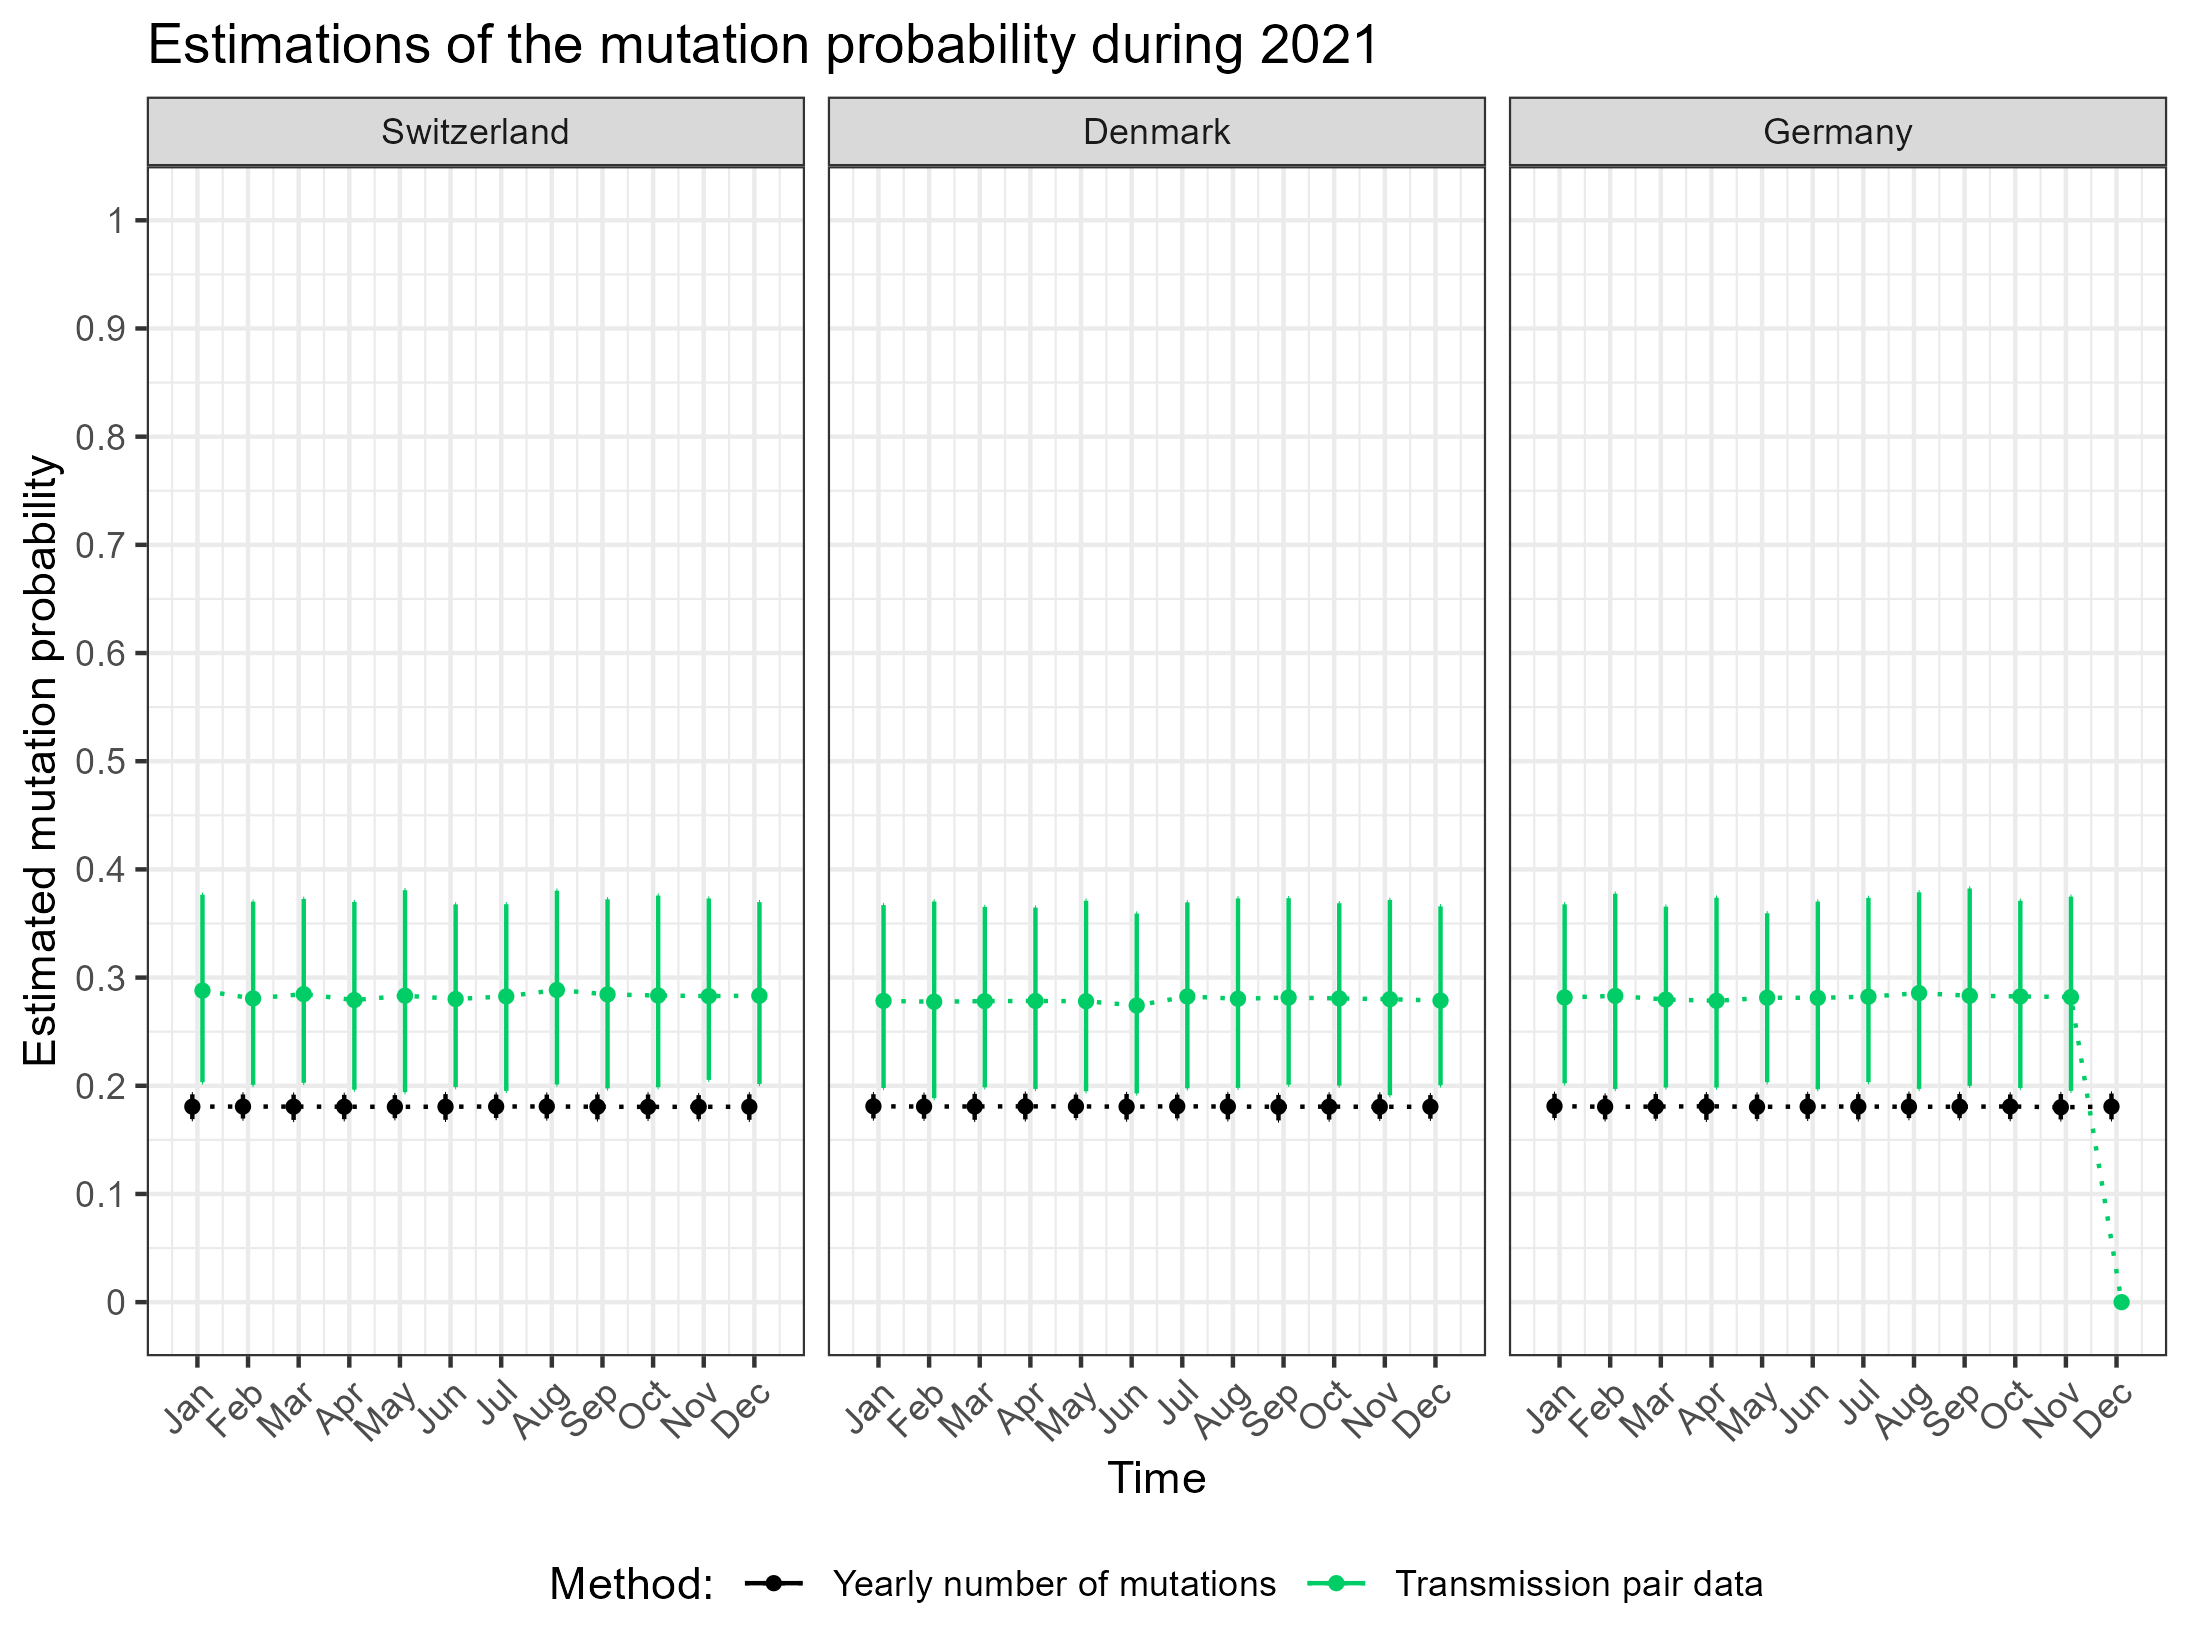 Estimations of the mutation probability during 2021
Switzerland Denmark Germany
Estimated mutation probability
1
0.9
0.8
0.7
0.6
0.5
0.4
0.3
0.2
0.1
0
Jan Feb Mar Apr May Jun Jul Aug Sep Oct Nov Dec Jan Feb Mar Apr May Jun Jul Aug Sep Oct Nov Dec Jan Feb Mar Apr May Jun Jul Aug Sep Oct Nov Dec
Time
Method: Yearly number of mutations Transmission pair data